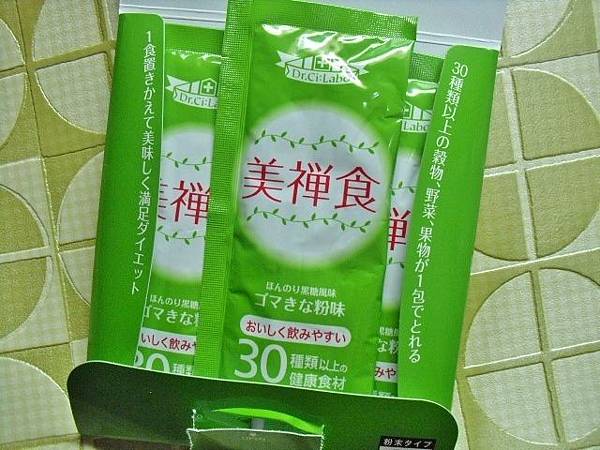 1食置きかえて美味しく満足ダイエット
Dr.Ci:Labo
美禅食
ほんのり黒糖風味
ゴマきな粉味
おいしく飲みやすい
30種類以上の
健康食材
30種類以上の穀物、野菜、果物が1包でとれる
粉末タイプ